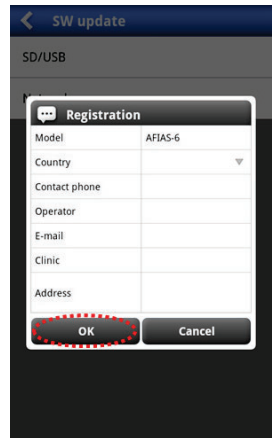 SW update
SD/USB
Registration
Model AFIAS-6
Country
Contact phone
Operator
E-mail
Clinic
Address
OK Cancel